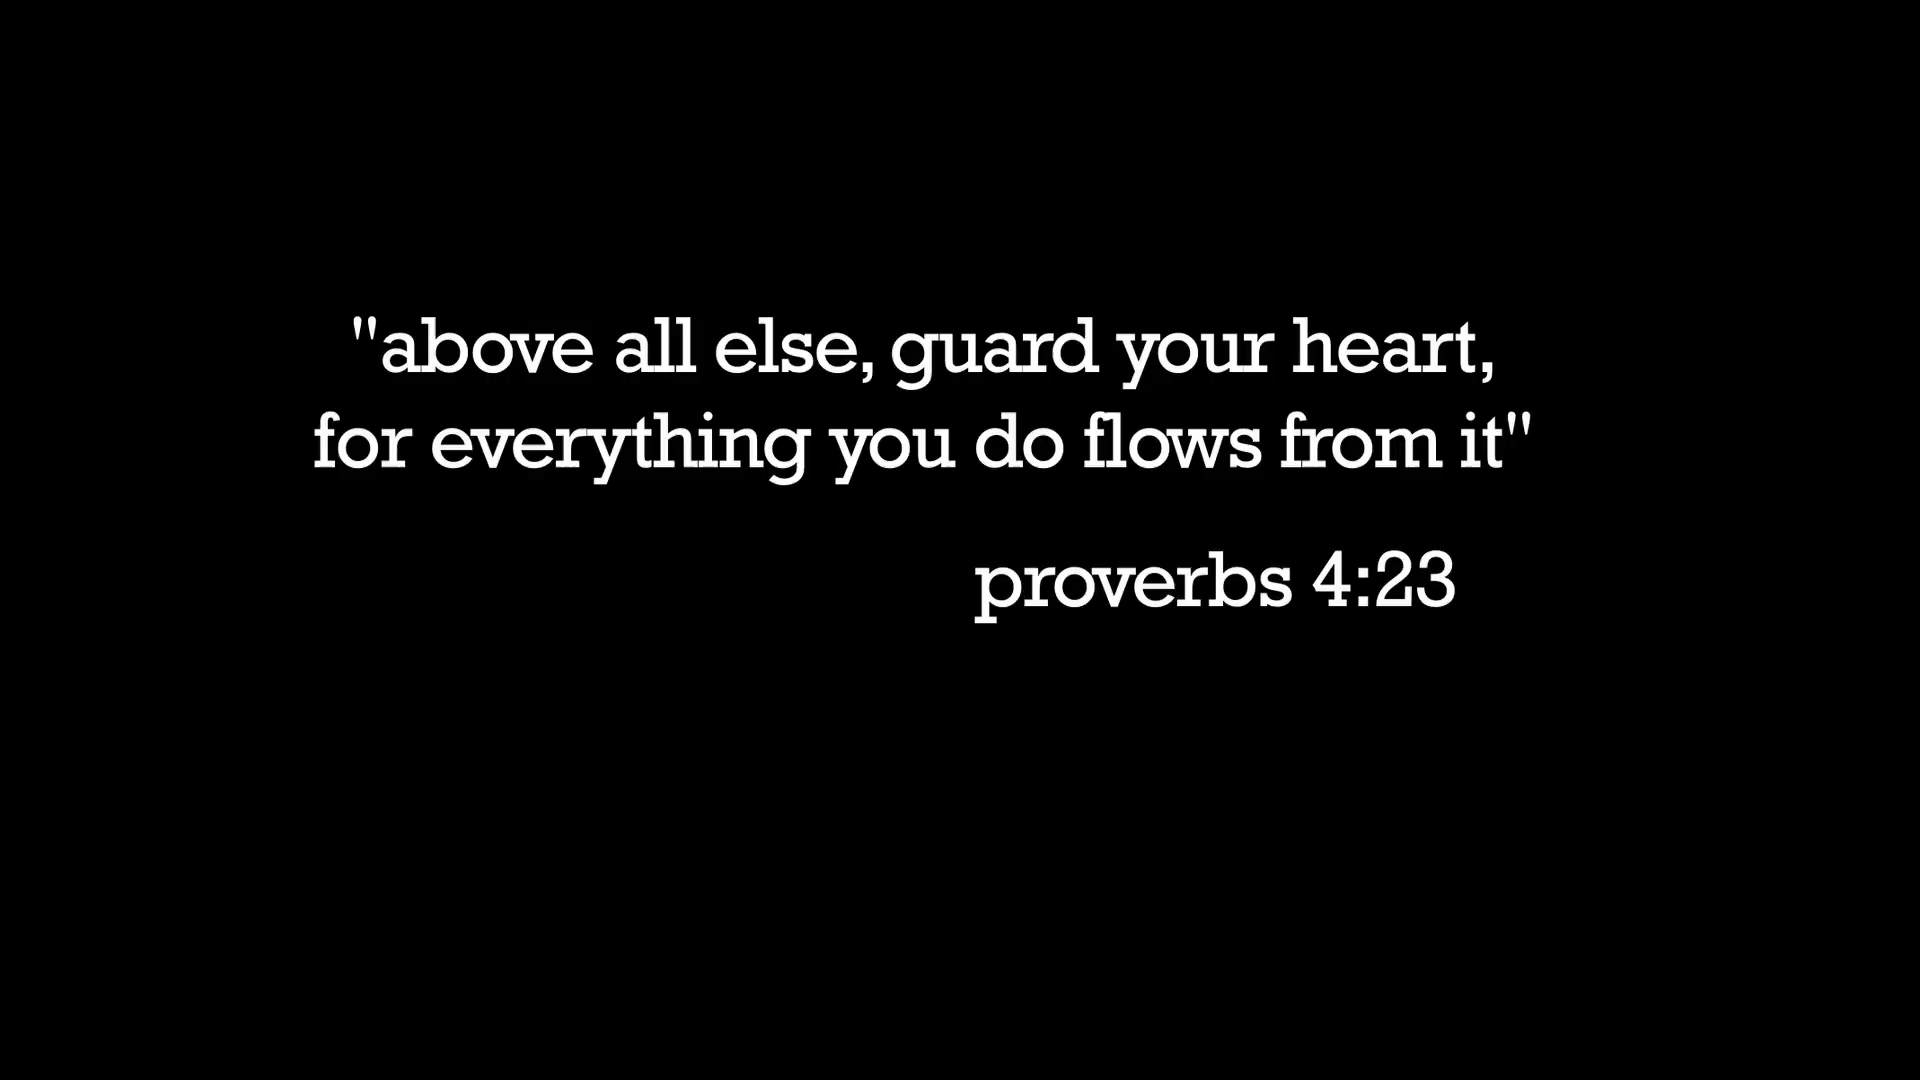 "above all else, guard your heart,
for everything you do flows from it"
proverbs 4:23